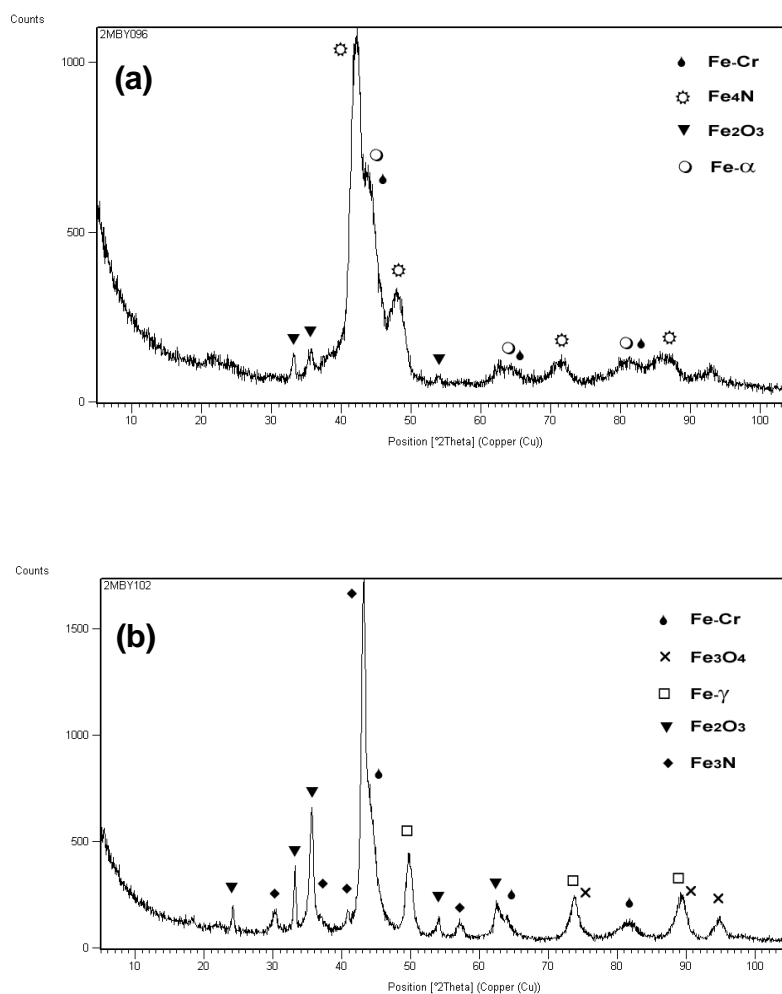 Counts
2MBY096
(a)
Fe-Cr
Fe4N
Fe2O3
Fe-α
1000
500
0
10 20 30 40 50 60 70 80 90 100
Position [°2Theta] (Copper (Cu))
Counts
2MBY102
(b)
Fe-Cr
Fe3O4
Fe-γ
Fe2O3
Fe3N
1500
1000
500
0
10 20 30 40 50 60 70 80 90 100
Position [°2Theta] (Copper (Cu))